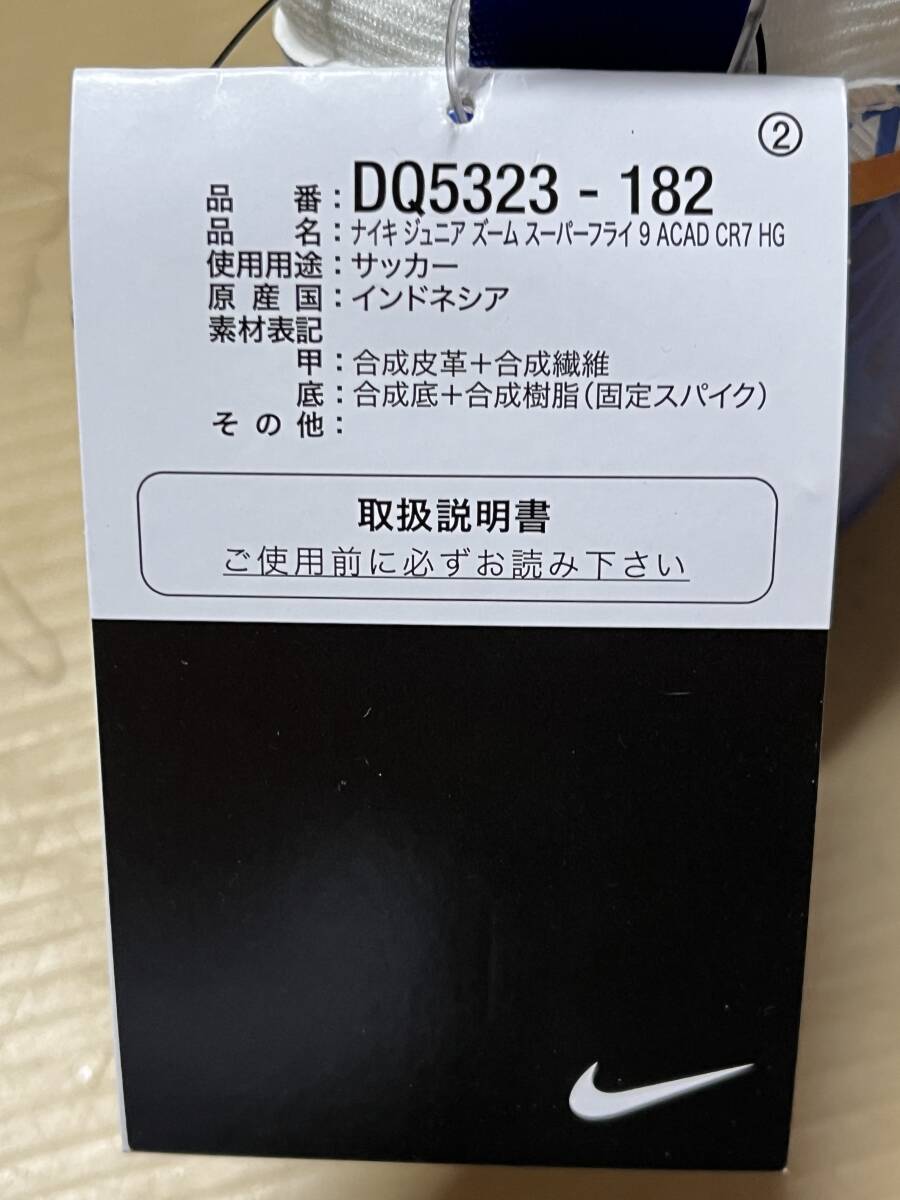 ②
品番：DQ5323 - 182
品名：ナイキ ジュニア ズーム スーパーフライ 9 ACAD CR7 HG
使用用途：サッカー
原産国：インドネシア
素材表記
甲：合成皮革＋合成繊維
底：合成底＋合成樹脂（固定スパイク）
その他：
取扱説明書
ご使用前に必ずお読み下さい